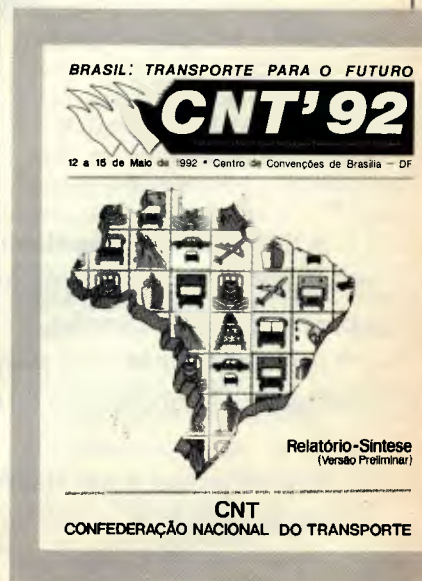 BRASIL: TRANSPORTE PARA O FUTURO
CNT'92
12 a 15 de Maio de 1992 • Centro de Convenções de Brasília - DF
Relatório-Síntese
(Versão Preliminar)
CNT
CONFEDERAÇÃO NACIONAL DO TRANSPORTE